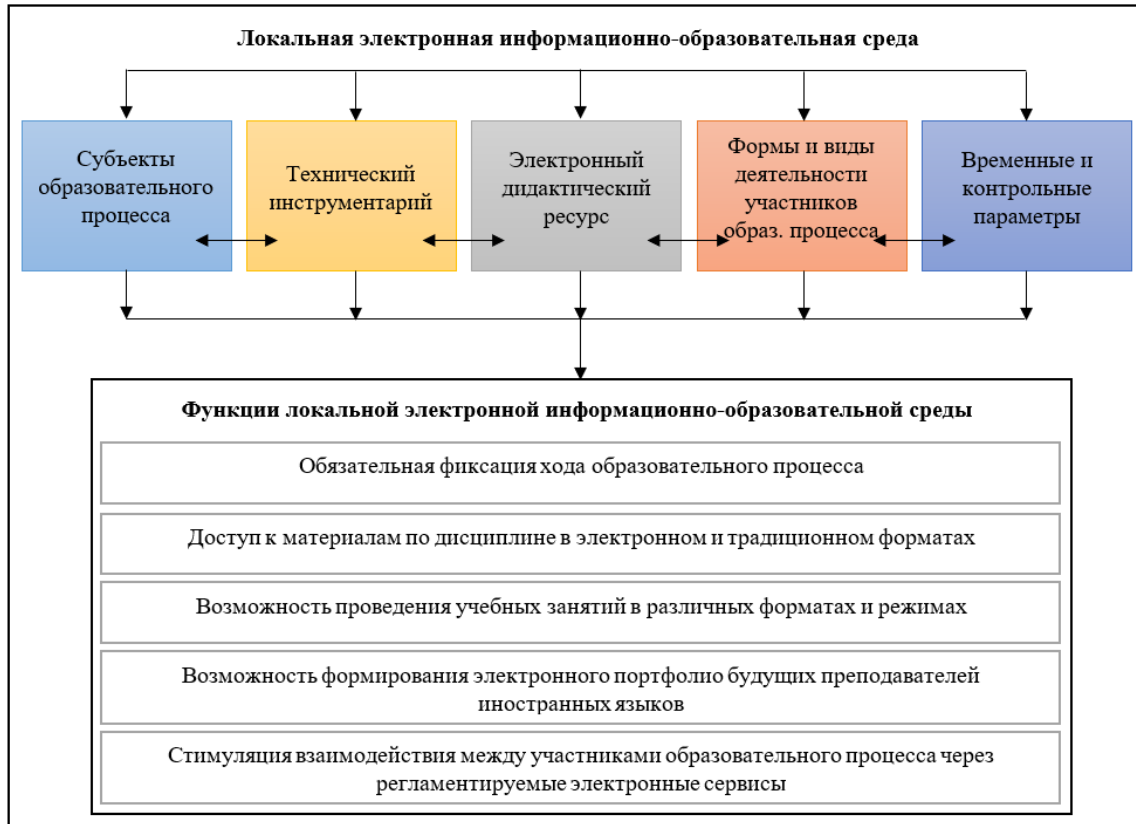 Локальная электронная информационно-образовательная среда
Субъекты
образовательного
процесса
Технический
инструментарий
Электронный
дидактический
ресурс
Формы и виды
деятельности
участников
образ. процесса
Временные и
контрольные
параметры
Функции локальной электронной информационно-образовательной среды
Обязательная фиксация хода образовательного процесса
Доступ к материалам по дисциплине в электронном и традиционном форматах
Возможность проведения учебных занятий в различных форматах и режимах
Возможность формирования электронного портфолио будущих преподавателей
иностранных языков
Стимуляция взаимодействия между участниками образовательного процесса через
регламентируемые электронные сервисы